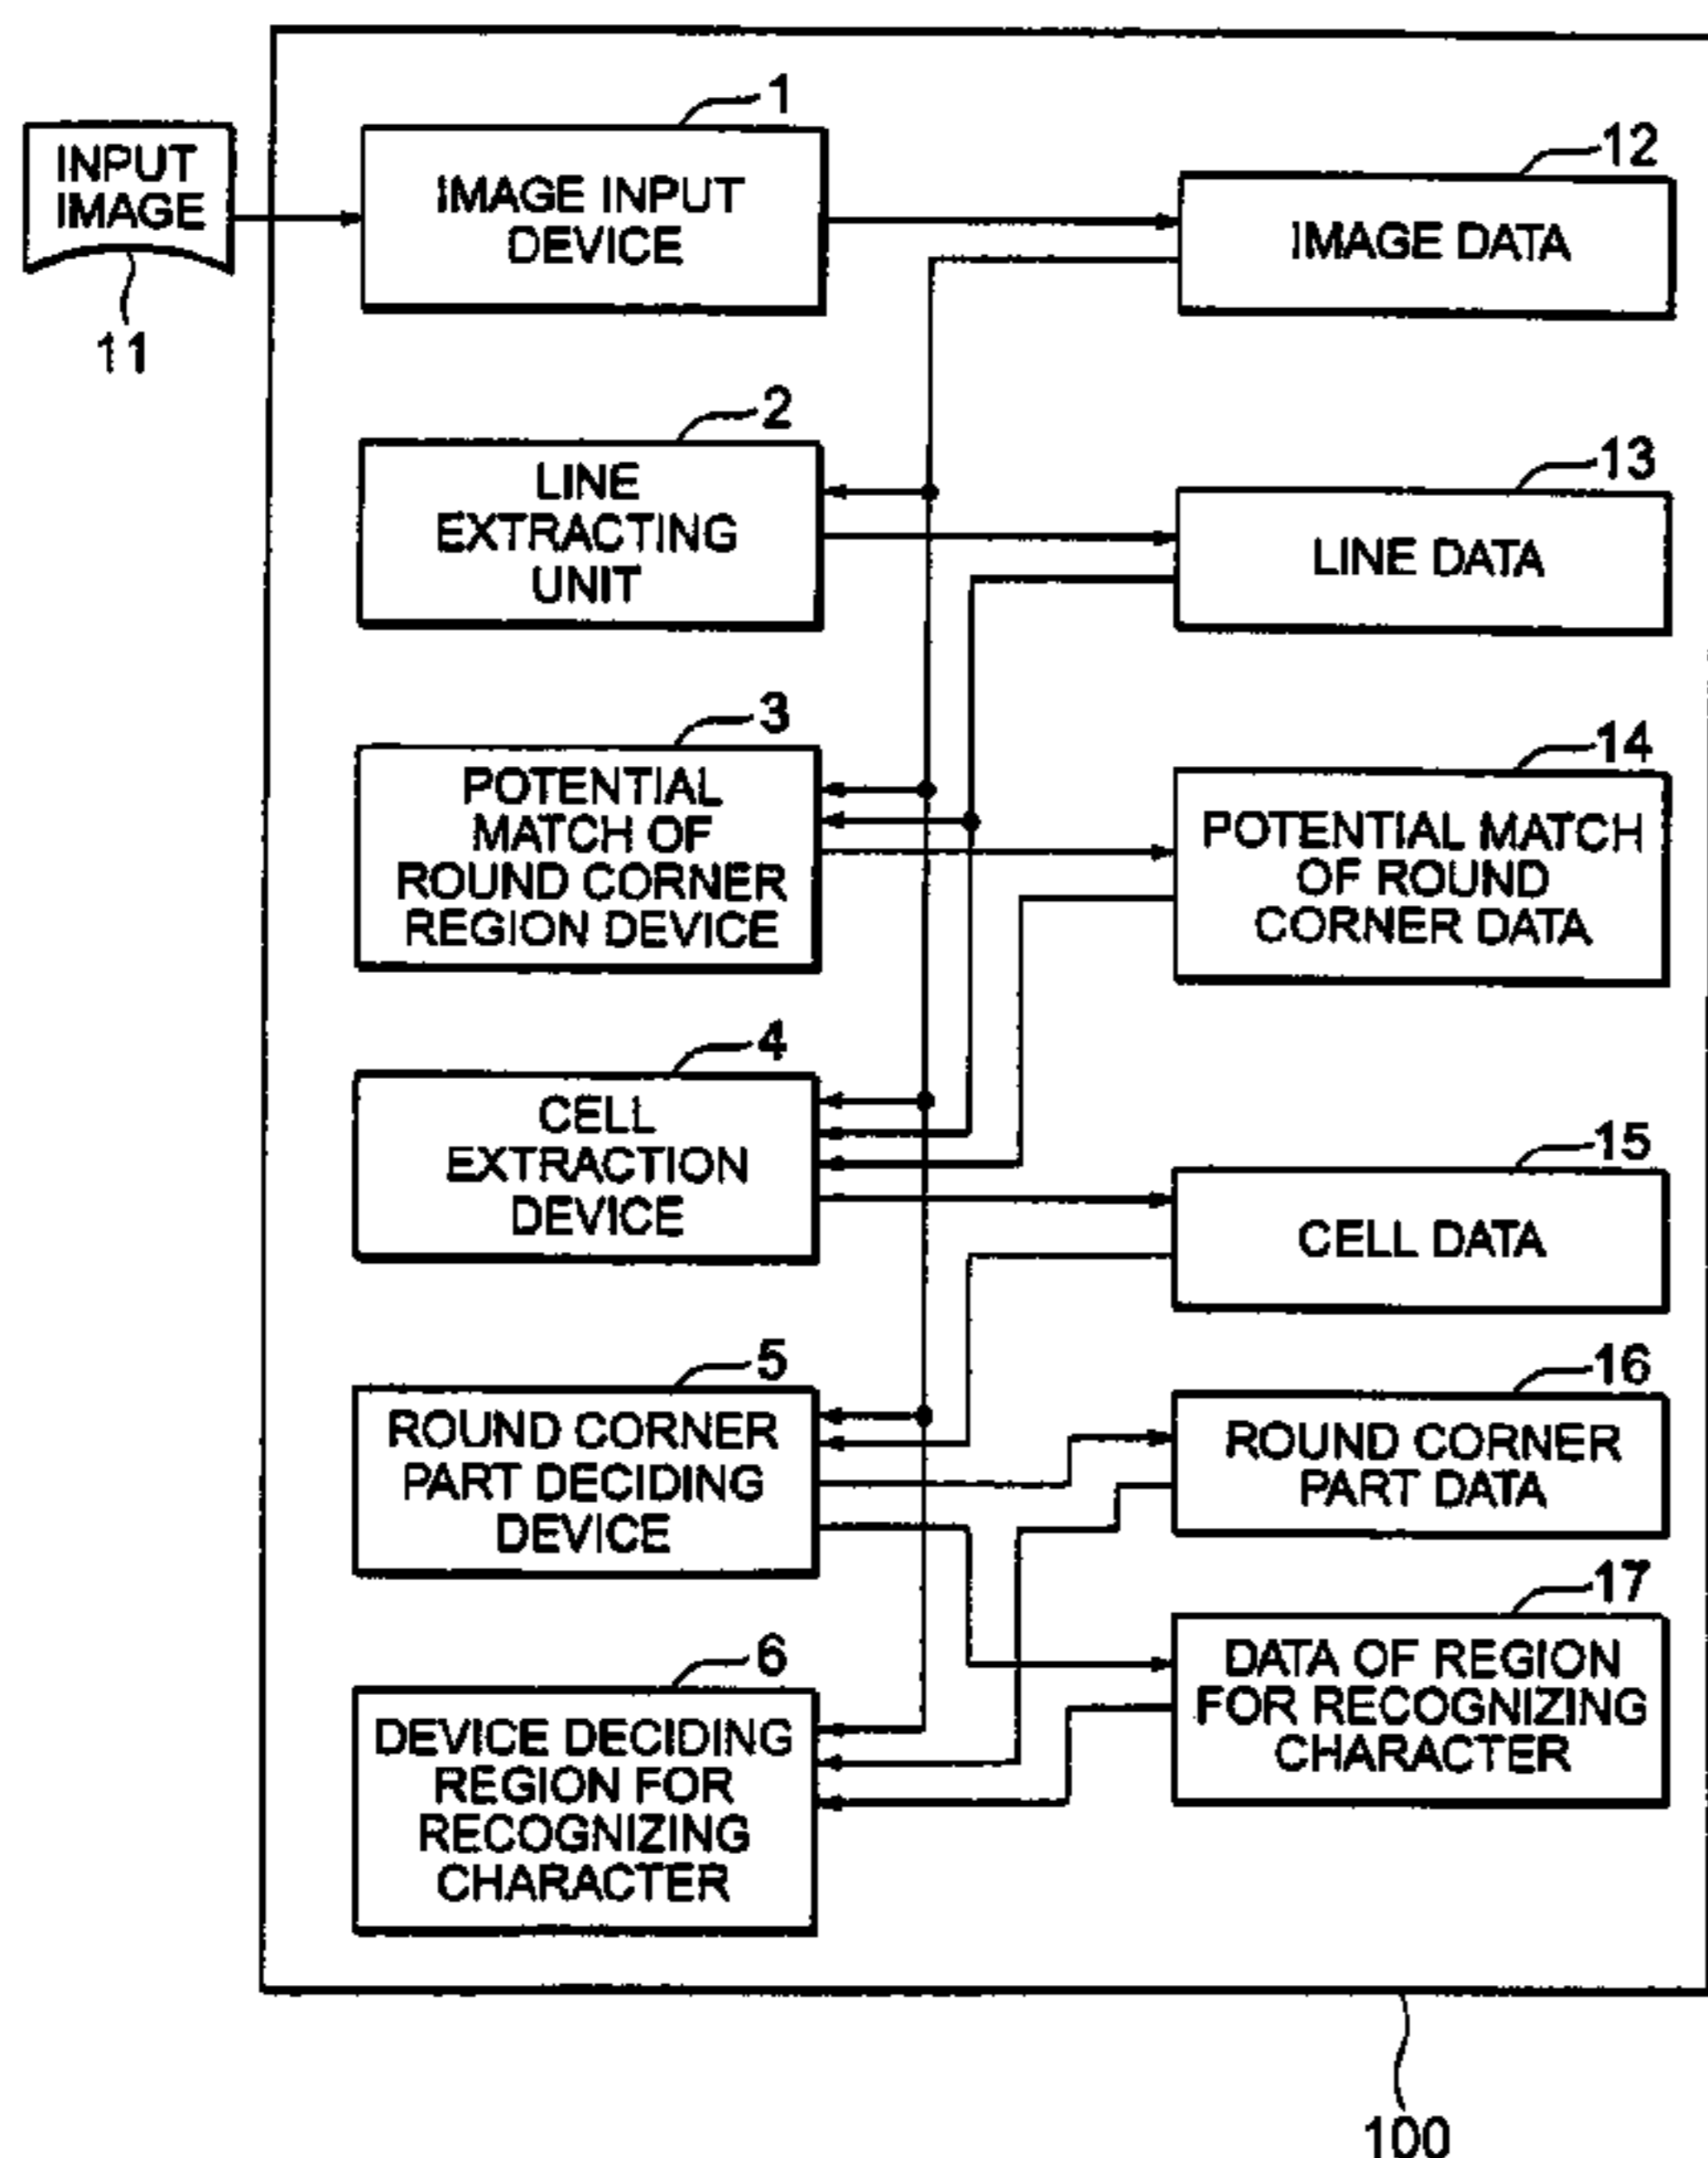 INPUT
IMAGE
11
1
IMAGE INPUT
DEVICE
12
IMAGE DATA
2
LINE
EXTRACTING
UNIT
13
LINE DATA
3
POTENTIAL
MATCH OF
ROUND CORNER
REGION DEVICE
14
POTENTIAL MATCH
OF ROUND
CORNER DATA
4
CELL
EXTRACTION
DEVICE
15
CELL DATA
5
ROUND CORNER
PART DECIDING
DEVICE
16
ROUND CORNER
PART DATA
6
DEVICE DECIDING
REGION FOR
RECOGNIZING
CHARACTER
17
DATA OF REGION
FOR RECOGNIZING
CHARACTER
100